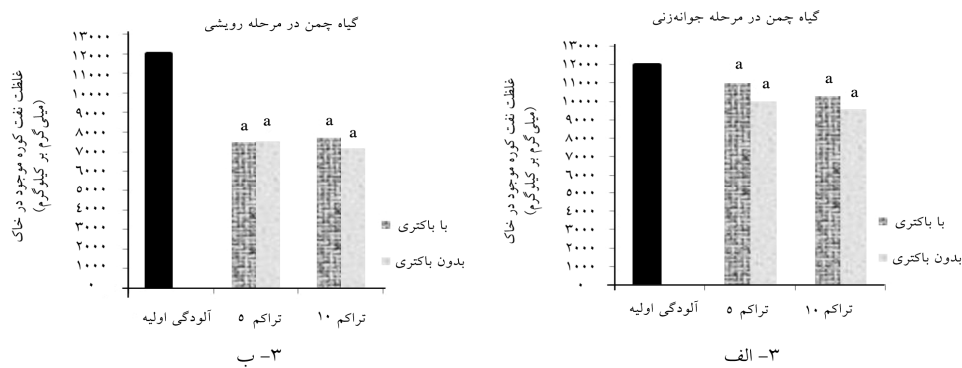 گیاه چمن در مرحله جوانه‌زنی
غلظت نفت کوره موجود در خاک
(میلی گرم بر کیلوگرم)
۱۳۰۰۰
۱۲۰۰۰
۱۱۰۰۰
۱۰۰۰۰
۹۰۰۰
۸۰۰۰
۷۰۰۰
۶۰۰۰
۵۰۰۰
٤۰۰۰
۳۰۰۰
۲۰۰۰
۱۰۰۰
۰
a
a
a
a
با باکتری
بدون باکتری
آلودگی اولیه
تراکم ۵
تراکم ۱۰
۳- الف
گیاه چمن در مرحله رویشی
غلظت نفت کوره موجود در خاک
(میلی گرم بر کیلوگرم)
۱۳۰۰۰
۱۲۰۰۰
۱۱۰۰۰
۱۰۰۰۰
۹۰۰۰
۸۰۰۰
۷۰۰۰
۶۰۰۰
۵۰۰۰
٤۰۰۰
۳۰۰۰
۲۰۰۰
۱۰۰۰
۰
a
a
a
a
با باکتری
بدون باکتری
آلودگی اولیه
تراکم ۵
تراکم ۱۰
۳- ب